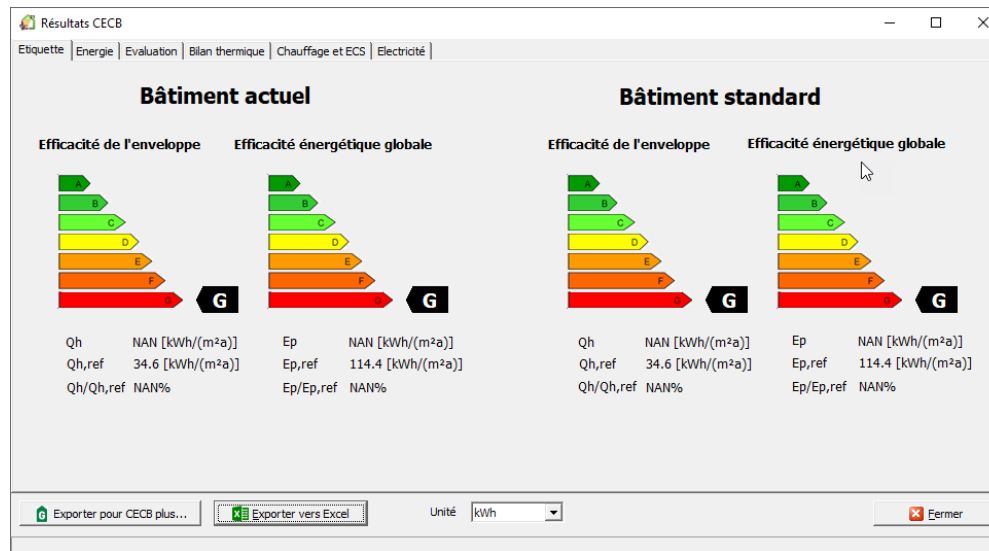 Résultats CECB
Etiquette Energie Evaluation Bilan thermique Chauffage et ECS Electricité
Bâtiment actuel Bâtiment standard
Efficacité de l'enveloppe Efficacité énergétique globale Efficacité de l'enveloppe Efficacité énergétique globale
A A A A
B B B B
C C C C
D D D D
E E E E
F F F F
G G G G G G G G
Qh NAN [kWh/(m²a)] Ep NAN [kWh/(m²a)] Qh NAN [kWh/(m²a)] Ep NAN [kWh/(m²a)]
Qh,ref 34.6 [kWh/(m²a)] Ep,ref 114.4 [kWh/(m²a)] Qh,ref 34.6 [kWh/(m²a)] Ep,ref 114.4 [kWh/(m²a)]
Qh/Qh,ref NAN% Ep/Ep,ref NAN% Qh/Qh,ref NAN% Ep/Ep,ref NAN%
G Exporter pour CECB plus... Exporter vers Excel Unité kWh Fermer